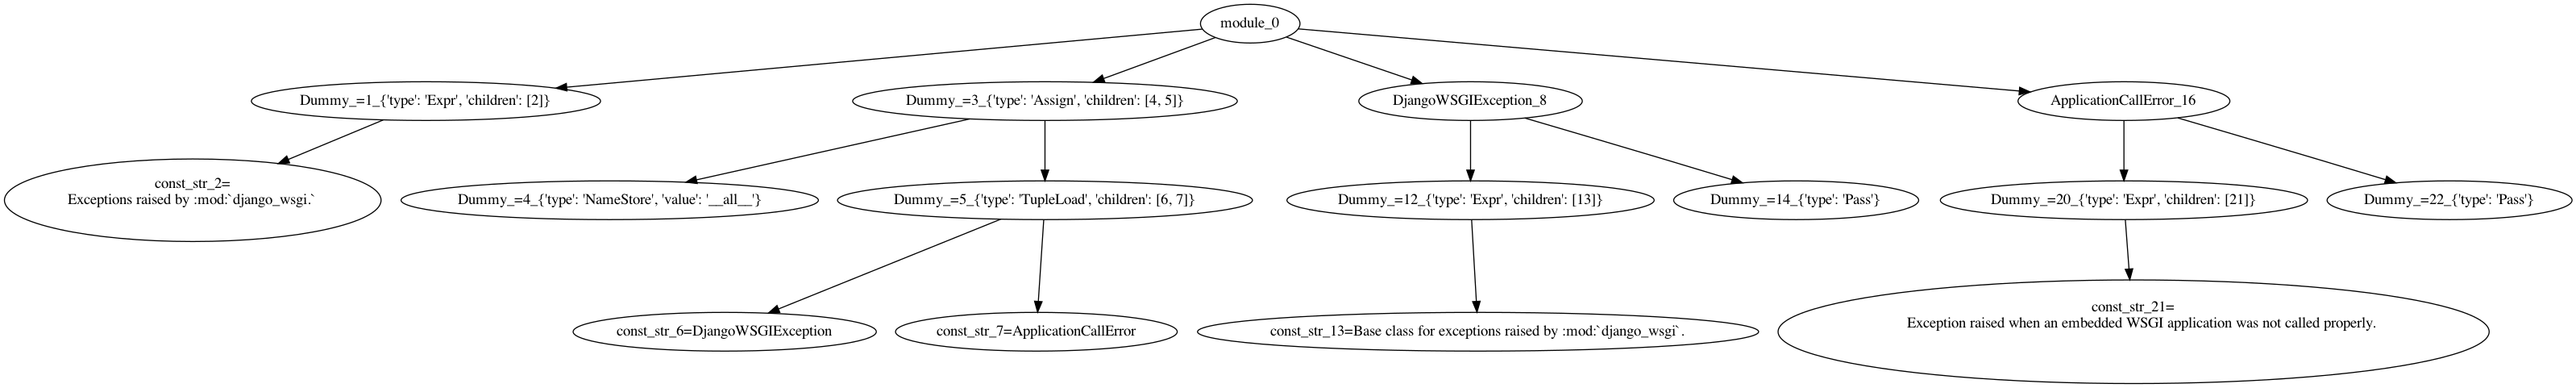 module_0
Dummy_=1_{'type': 'Expr', 'children': [2]}
Dummy_=3_{'type': 'Assign', 'children': [4, 5]}
DjangoWSGIException_8
ApplicationCallError_16
const_str_2=
Exceptions raised by :mod:`django_wsgi.`
Dummy_=4_{'type': 'NameStore', 'value': '__all__'}
Dummy_=5_{'type': 'TupleLoad', 'children': [6, 7]}
Dummy_=12_{'type': 'Expr', 'children': [13]}
Dummy_=14_{'type': 'Pass'}
Dummy_=20_{'type': 'Expr', 'children': [21]}
Dummy_=22_{'type': 'Pass'}
const_str_6=DjangoWSGIException
const_str_7=ApplicationCallError
const_str_13=Base class for exceptions raised by :mod:`django_wsgi`.
const_str_21=
Exception raised when an embedded WSGI application was not called properly.